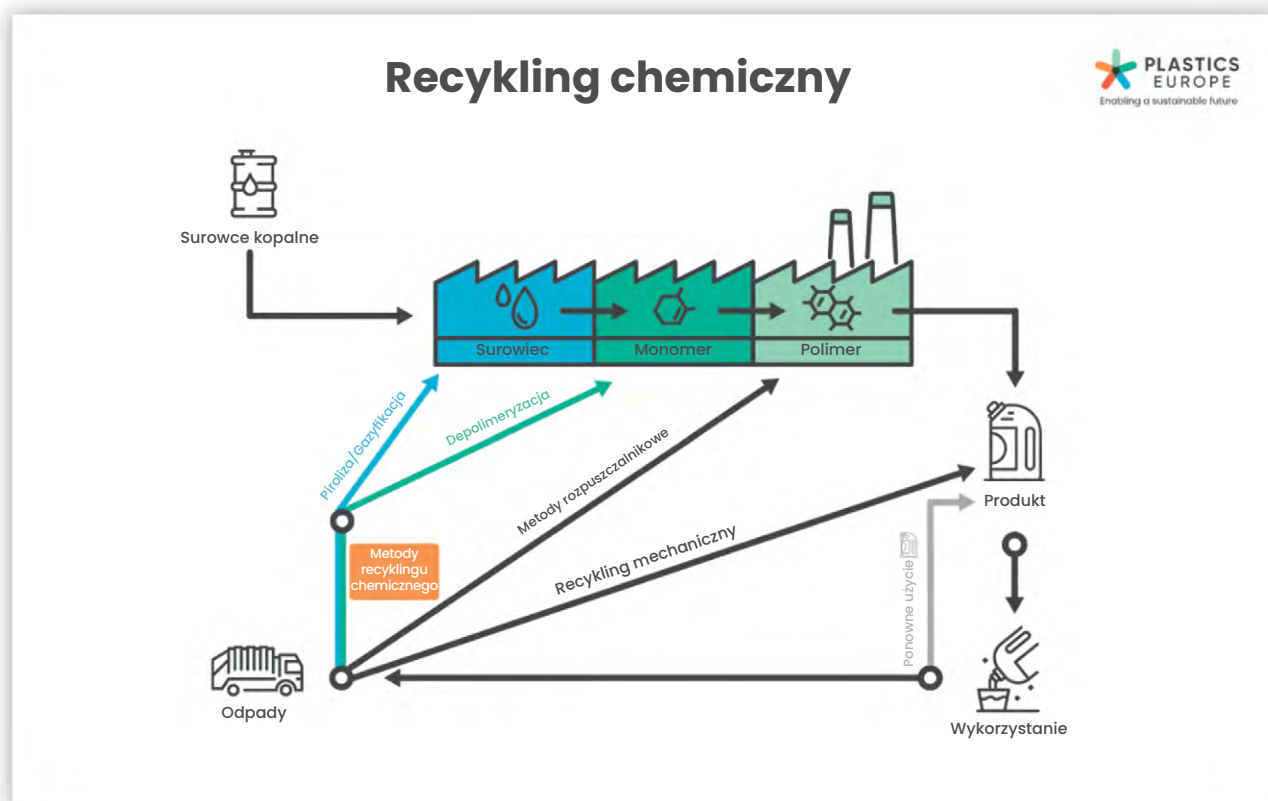 Recykling chemiczny
PLASTICS
EUROPE
Enabling a sustainable future
Surowce kopalne
Surowiec
Monomer
Polimer
Piroliza/Gazyfikacja
Depolimeryzacja
Metody rozpuszczalnikowe
Recykling mechaniczny
Produkt
Metody
recyklingu
chemicznego
Ponowne użycie
Odpady
Wykorzystanie